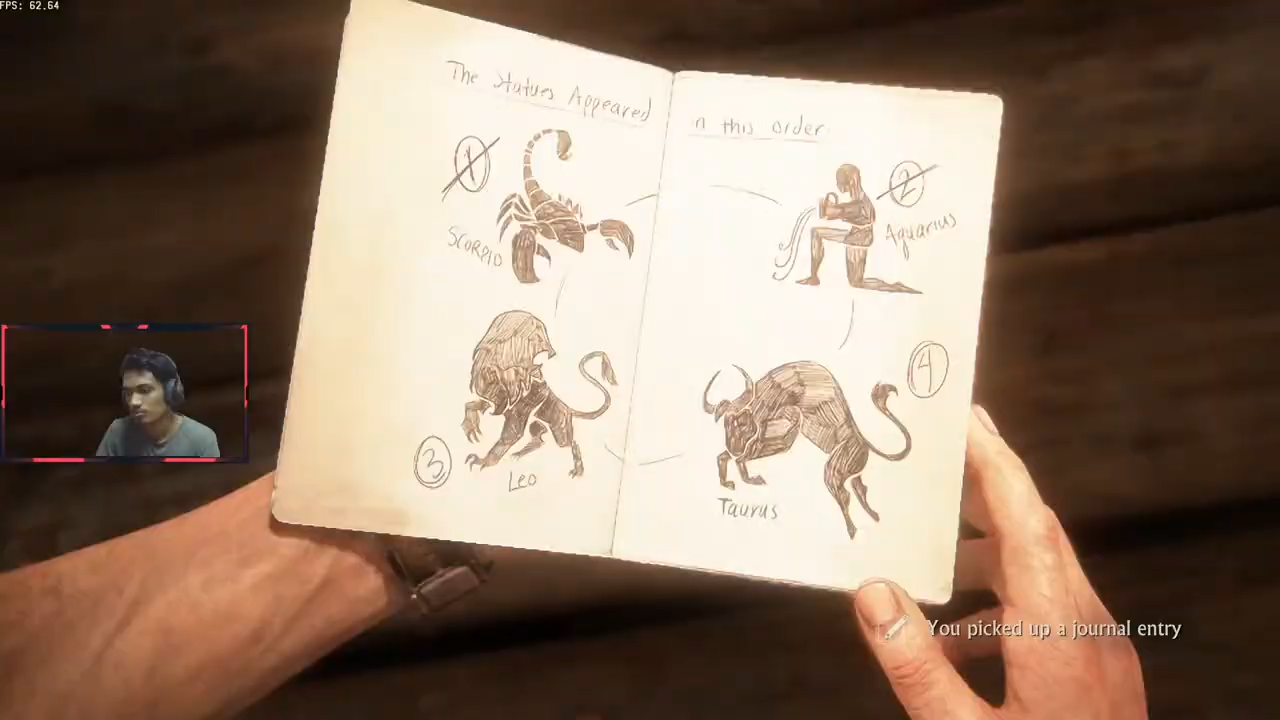 FPS: 62.64
The Statues Appeared
n this order
1
SCORPIO
2
Aquarius
3
Leo
4
Taurus
You picked up a journal entry